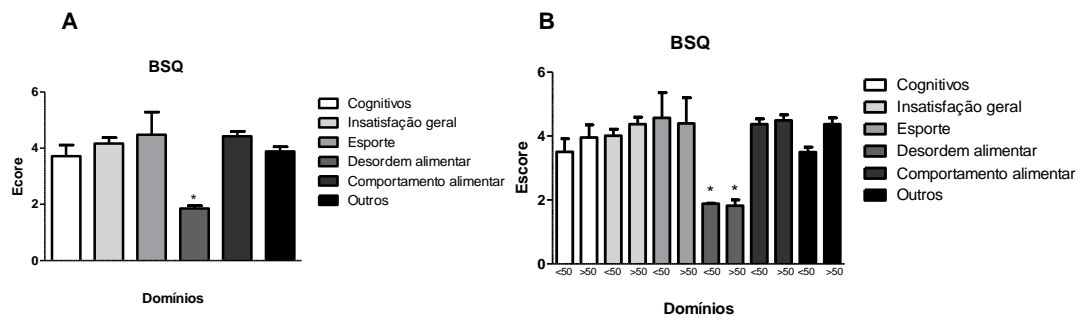 A
BSQ
6
4
2
0
Ecore
*
Domínios
Cognitivos
Insatisfação geral
Esporte
Desordem alimentar
Comportamento alimentar
Outros
B
BSQ
6
4
2
0
Escore
* *
<50 >50 <50 >50 <50 >50 <50 >50 <50 >50 <50 >50
Domínios
Cognitivos
Insatisfação geral
Esporte
Desordem alimentar
Comportamento alimentar
Outros